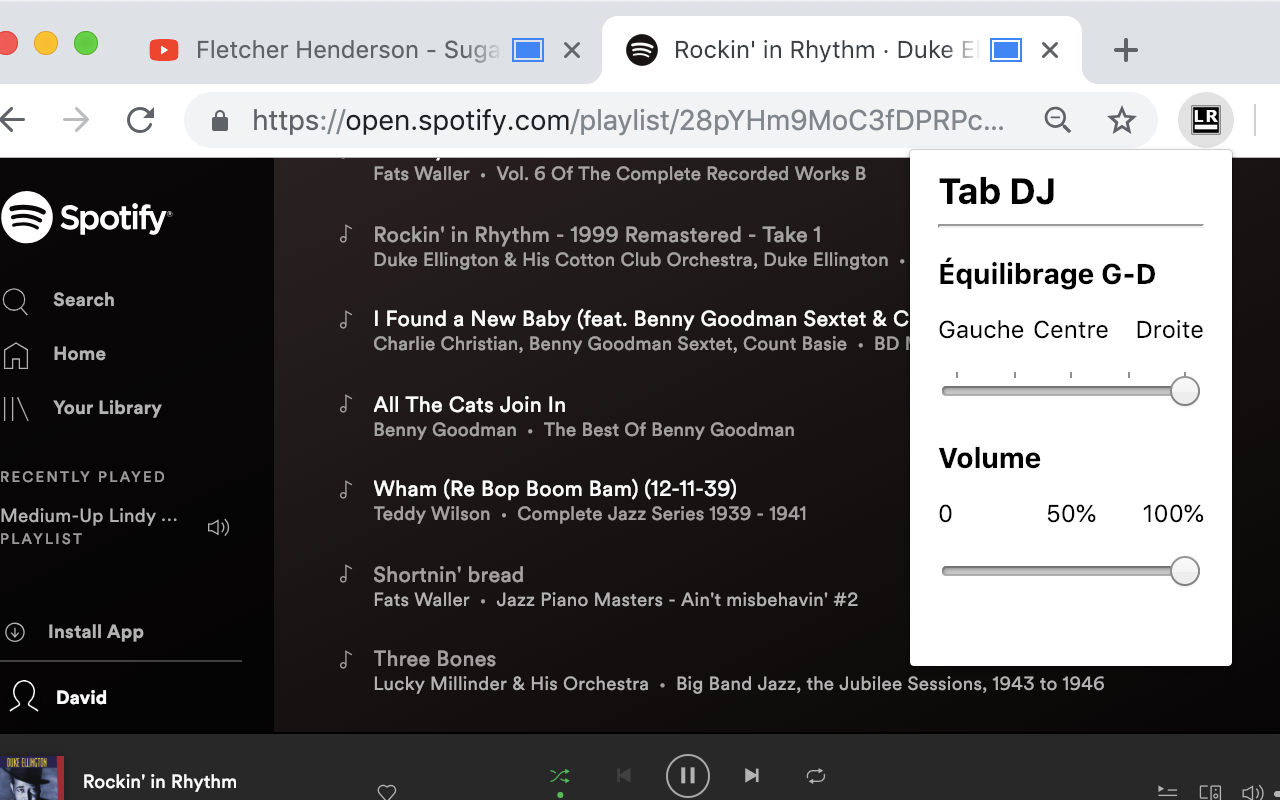 Fletcher Henderson - Suga
Rockin' in Rhythm · Duke El
https://open.spotify.com/playlist/28pYHm9MoC3fDPRPc...
LR
Spotify
Search
Home
Your Library
RECENTLY PLAYED
Medium-Up Lindy ...
PLAYLIST
Install App
David
Fats Waller • Vol. 6 Of The Complete Recorded Works B
Rockin' in Rhythm - 1999 Remastered - Take 1
Duke Ellington & His Cotton Club Orchestra, Duke Ellington •
I Found a New Baby (feat. Benny Goodman Sextet & C
Charlie Christian, Benny Goodman Sextet, Count Basie • BD
All The Cats Join In
Benny Goodman • The Best Of Benny Goodman
Wham (Re Bop Boom Bam) (12-11-39)
Teddy Wilson • Complete Jazz Series 1939 - 1941
Shortnin' bread
Fats Waller • Jazz Piano Masters - Ain't misbehavin' #2
Three Bones
Lucky Millinder & His Orchestra • Big Band Jazz, the Jubilee Sessions, 1943 to 1946
Tab DJ
Équilibrage G-D
Gauche Centre Droite
Volume
0 50% 100%
DUKE ELLINGTON
Rockin' in Rhythm